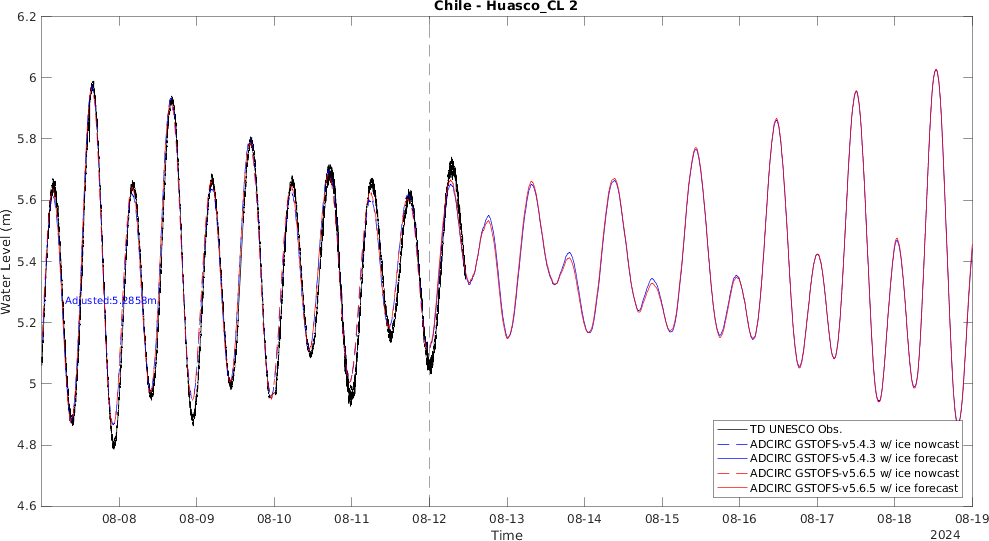 Chile - Huasco_CL 2
6.2
6
5.8
5.6
5.4
5.2
5
4.8
4.6
Water Level (m)
Adjusted:5.2858m
TD UNESCO Obs.
ADCIRC GSTOFS-v5.4.3 w/ ice nowcast
ADCIRC GSTOFS-v5.4.3 w/ ice forecast
ADCIRC GSTOFS-v5.6.5 w/ ice nowcast
ADCIRC GSTOFS-v5.6.5 w/ ice forecast
08-08 08-09 08-10 08-11 08-12 08-13 08-14 08-15 08-16 08-17 08-18 08-19
Time
2024